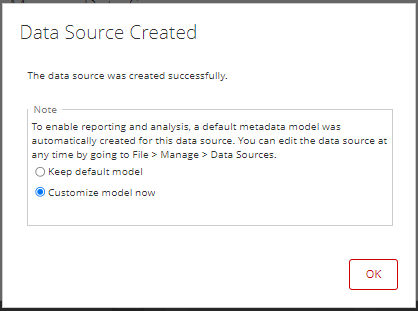 Data Source Created
The data source was created successfully.
Note
To enable reporting and analysis, a default metadata model was
automatically created for this data source. You can edit the data source at
any time by going to File > Manage > Data Sources.
Keep default model
Customize model now
OK